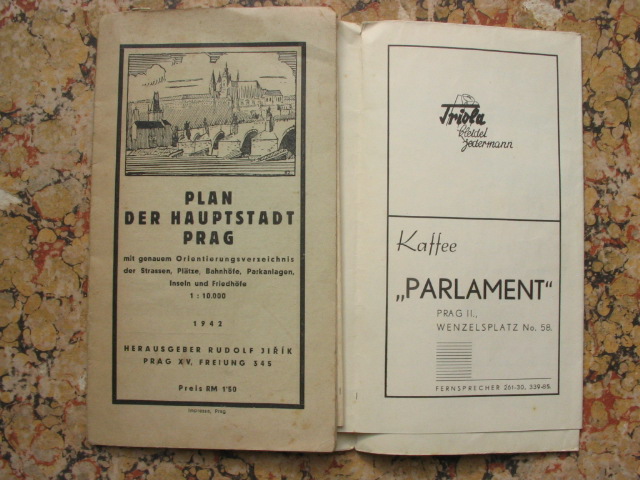 PLAN
DER HAUPTSTADT
PRAG
mit genauem Orientierungsverzeichnis
der Strassen, Plätze, Bahnhöfe, Parkanlagen,
Inseln und Friedhöfe
1 : 10.000
1942
HERAUSGEBER RUDOLF JIŘÍK
PRAG XV, FREIUNG 345
Preis RM 1'50
Prag
Triola
kleidet
jedermann
Kaffee
„PARLAMENT“
PRAG II.,
WENZELSPLATZ No. 58.
FERNSPRECHER 261-30, 339-85.